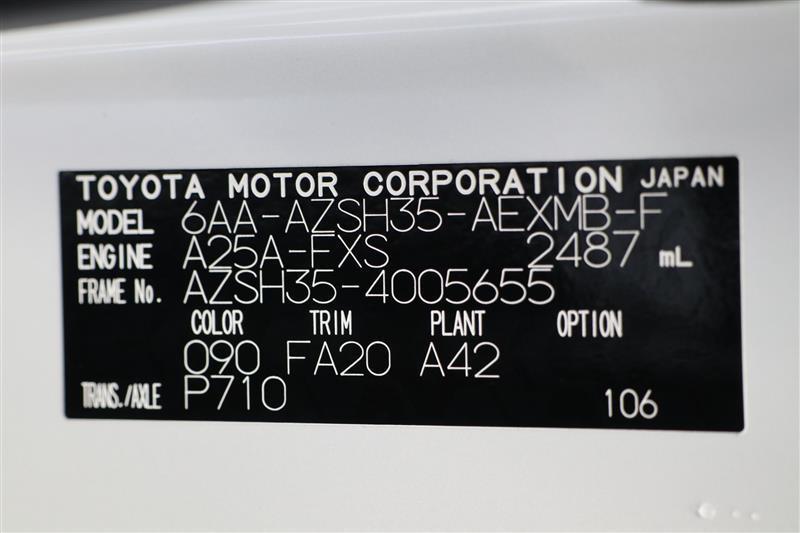 TOYOTA MOTOR CORPORATION JAPAN
MODEL 6AA-AZSH35-AEXMB-F
ENGINE A25A-FXS 2487 mL
FRAME No. AZSH35-4005655
COLOR TRIM PLANT OPTION
090 FA20 A42
TRANS./AXLE P710 106